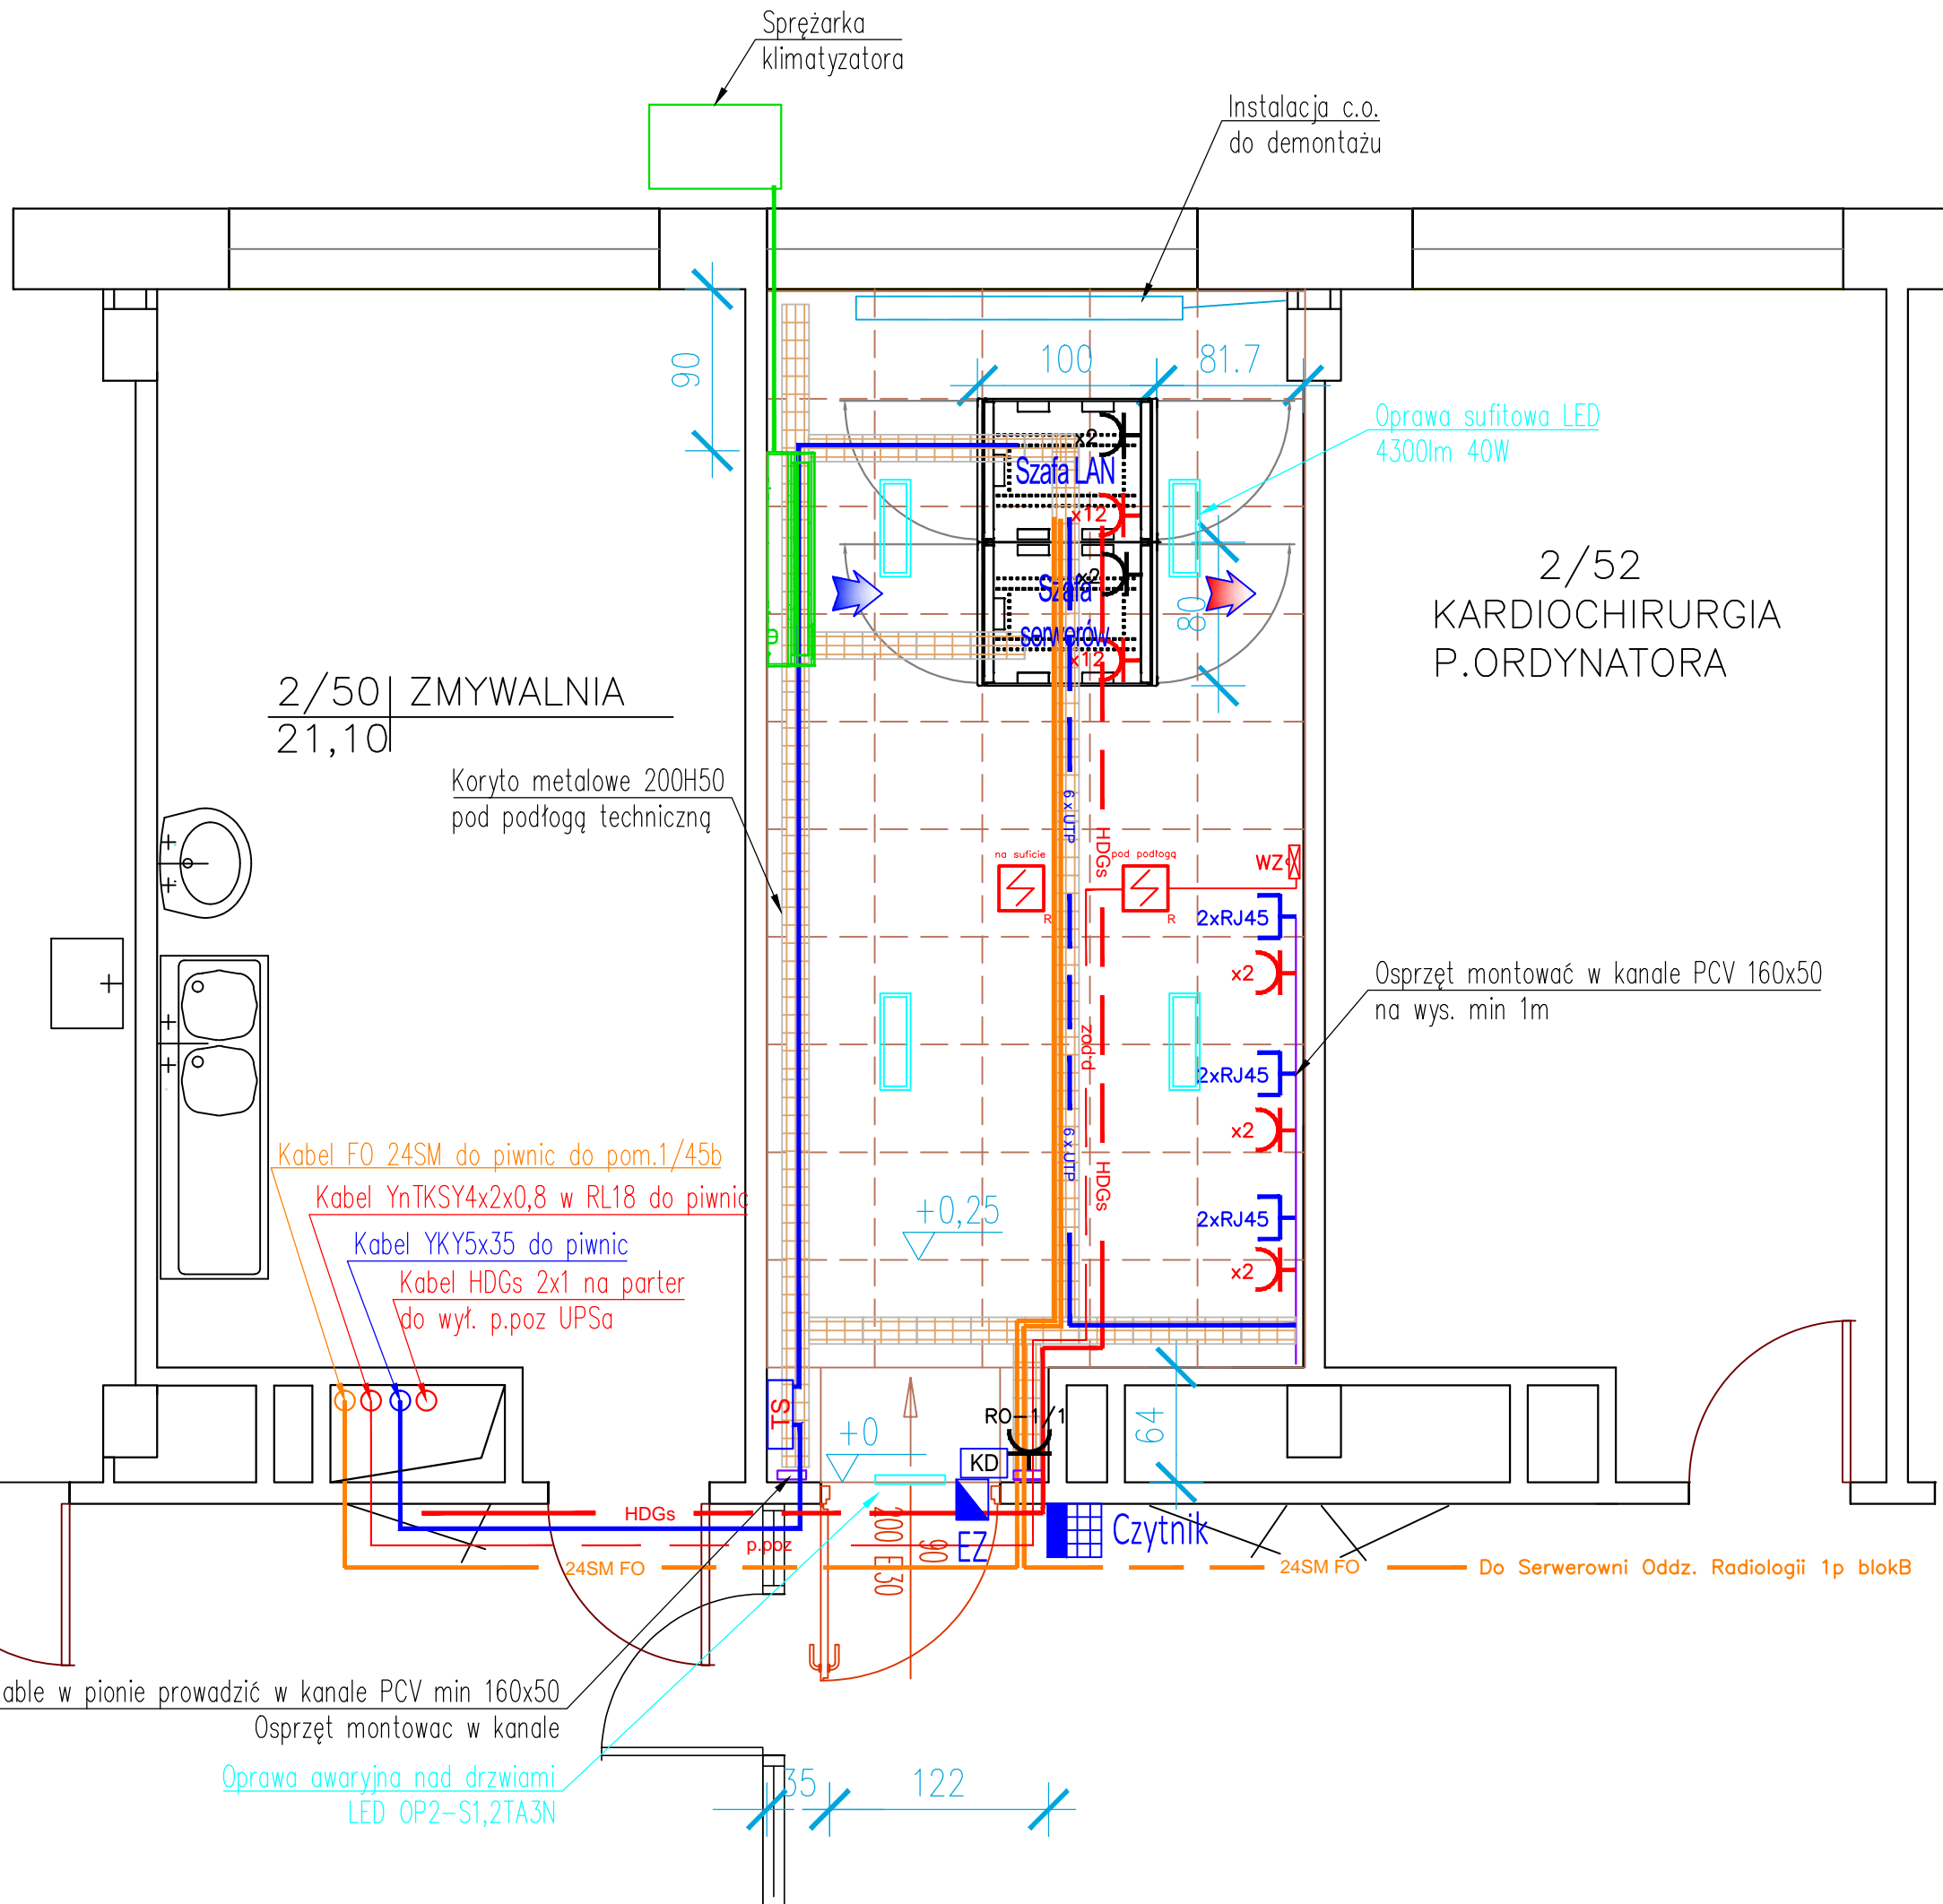 Sprężarka
klimatyzatora
Instalacja c.o.
do demontażu
90
100
81.7
Oprawa sufitowa LED
4300lm 40W
x2
Szafa LAN
x12
x2
Szafa
serwerów
x12
80
2/52
KARDIOCHIRURGIA
P.ORDYNATORA
2/50 ZMYWALNIA
21,10
Koryto metalowe 200H50
pod podłogą techniczną
6 x UTP
HDGs
na suficie
R
pod podłogą
R
WZ
2xRJ45
x2
Osprzęt montować w kanale PCV 160x50
na wys. min 1m
zod'd
2xRJ45
x2
6 x UTP
HDGs
2xRJ45
x2
+0,25
Kabel FO 24SM do piwnic do pom.1/45b
Kabel YnTKSY4x2x0,8 w RL18 do piwnic
Kabel YKY5x35 do piwnic
Kabel HDGs 2x1 na parter
do wył. p.poz UPSa
TS
+0
RO-1/1
KD
64
HDGs
EZ
Czytnik
90
200 EI30
p.poz
24SM FO
24SM FO
Do Serwerowni Oddz. Radiologii 1p blokB
able w pionie prowadzić w kanale PCV min 160x50
Osprzęt montowac w kanale
Oprawa awaryjna nad drzwiami
LED OP2-S1,2TA3N
35
122